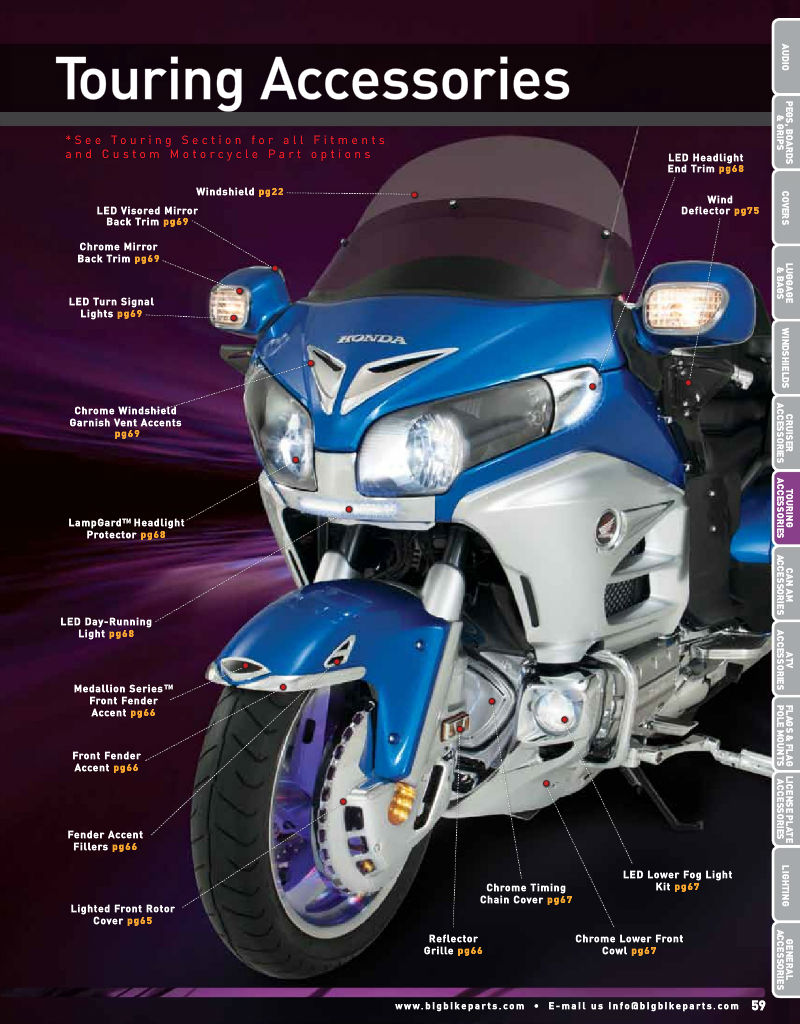 Touring Accessories
*See Touring Section for all Fitments
and Custom Motorcycle Part options
Windshield pg22
LED Visored Mirror
Back Trim pg69
Chrome Mirror
Back Trim pg69
LED Turn Signal
Lights pg69
Chrome Windshield
Garnish Vent Accents
pg69
LampGard™ Headlight
Protector pg68
LED Day-Running
Light pg68
Medallion Series™
Front Fender
Accent pg66
Front Fender
Accent pg66
Fender Accent
Fillers pg66
Lighted Front Rotor
Cover pg65
LED Headlight
End Trim pg68
Wind
Deflector pg75
HONDA
LED Lower Fog Light
Kit pg67
Chrome Timing
Chain Cover pg67
Reflector
Grille pg66
Chrome Lower Front
Cowl pg67
AUDIO
PEGS, BOARDS
& GRIPS
COVERS
LUGGAGE
& BAGS
WINDSHIELDS
CRUISER
ACCESSORIES
TOURING
ACCESSORIES
CAN AM
ACCESSORIES
ATV
ACCESSORIES
FLAGS & FLAG
POLE MOUNTS
LICENSE PLATE
ACCESSORIES
LIGHTING
GENERAL
ACCESSORIES
www.bigbikeparts.com • E-mail us info@bigbikeparts.com 59